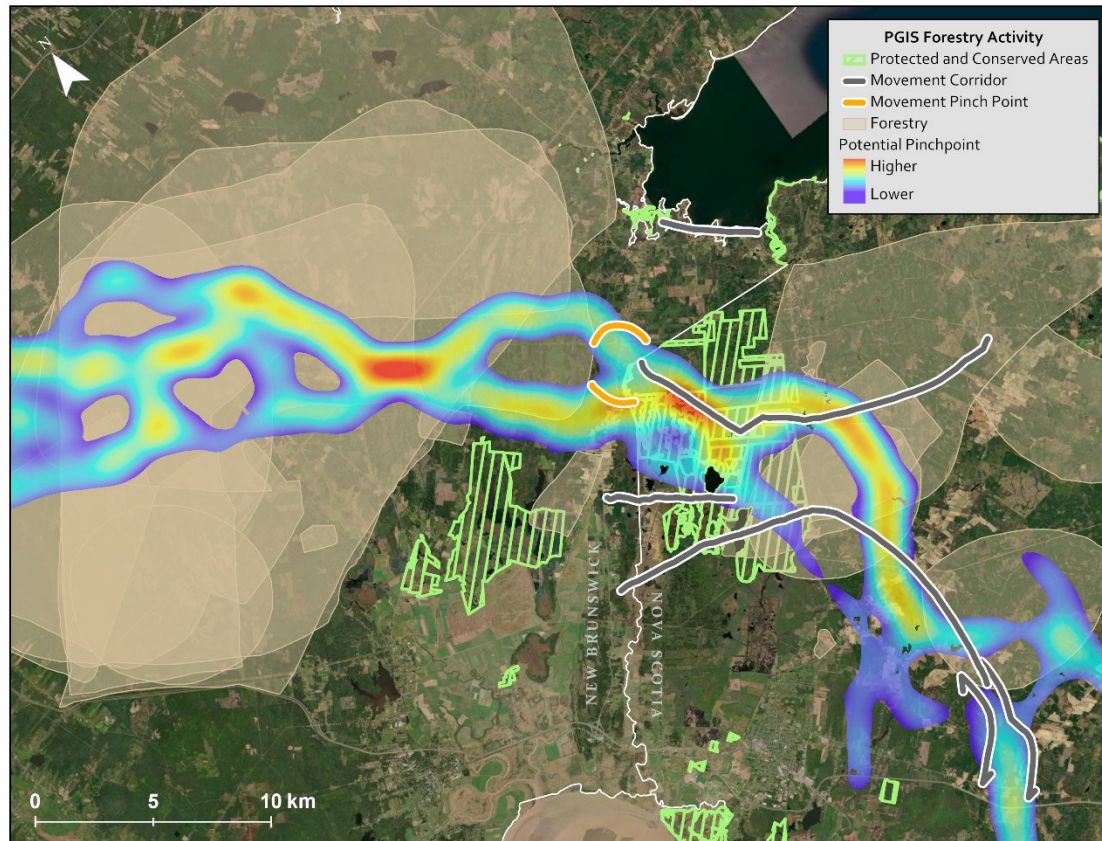 N
PGIS Forestry Activity
Protected and Conserved Areas
Movement Corridor
Movement Pinch Point
Forestry
Potential Pinchpoint
Higher
Lower
NEW BRUNSWICK
NOVA SCOTIA
0 5 10 km